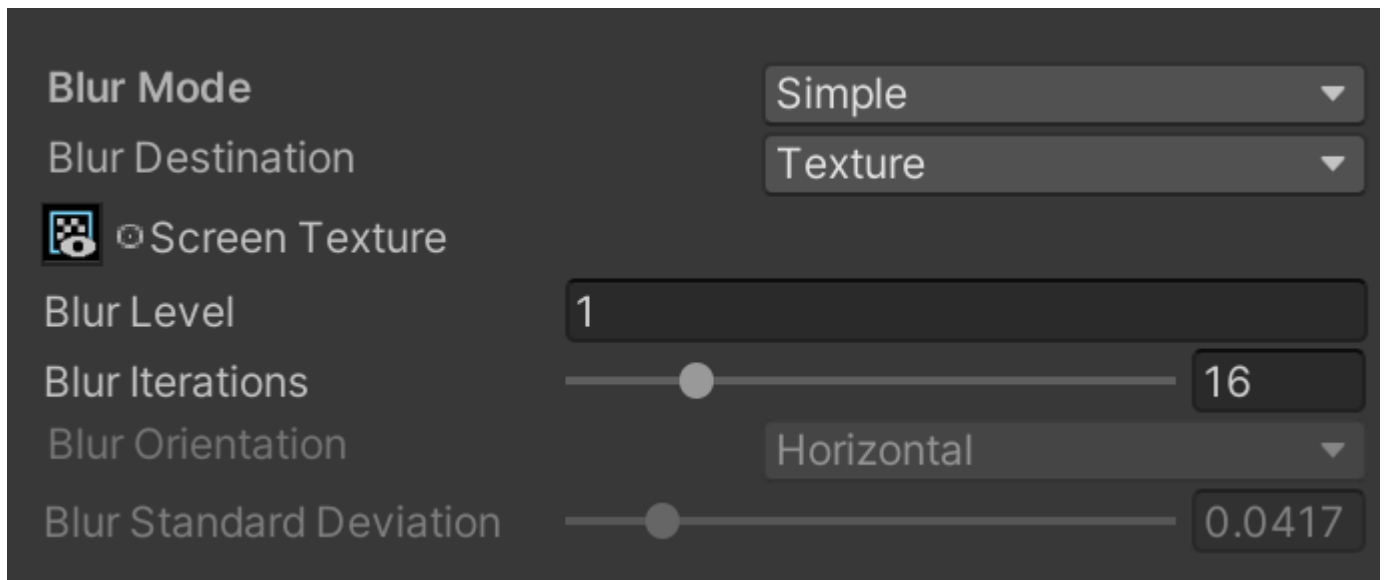 Blur Mode Simple
Blur Destination Texture
Screen Texture
Blur Level 1
Blur Iterations 16
Blur Orientation Horizontal
Blur Standard Deviation 0.0417